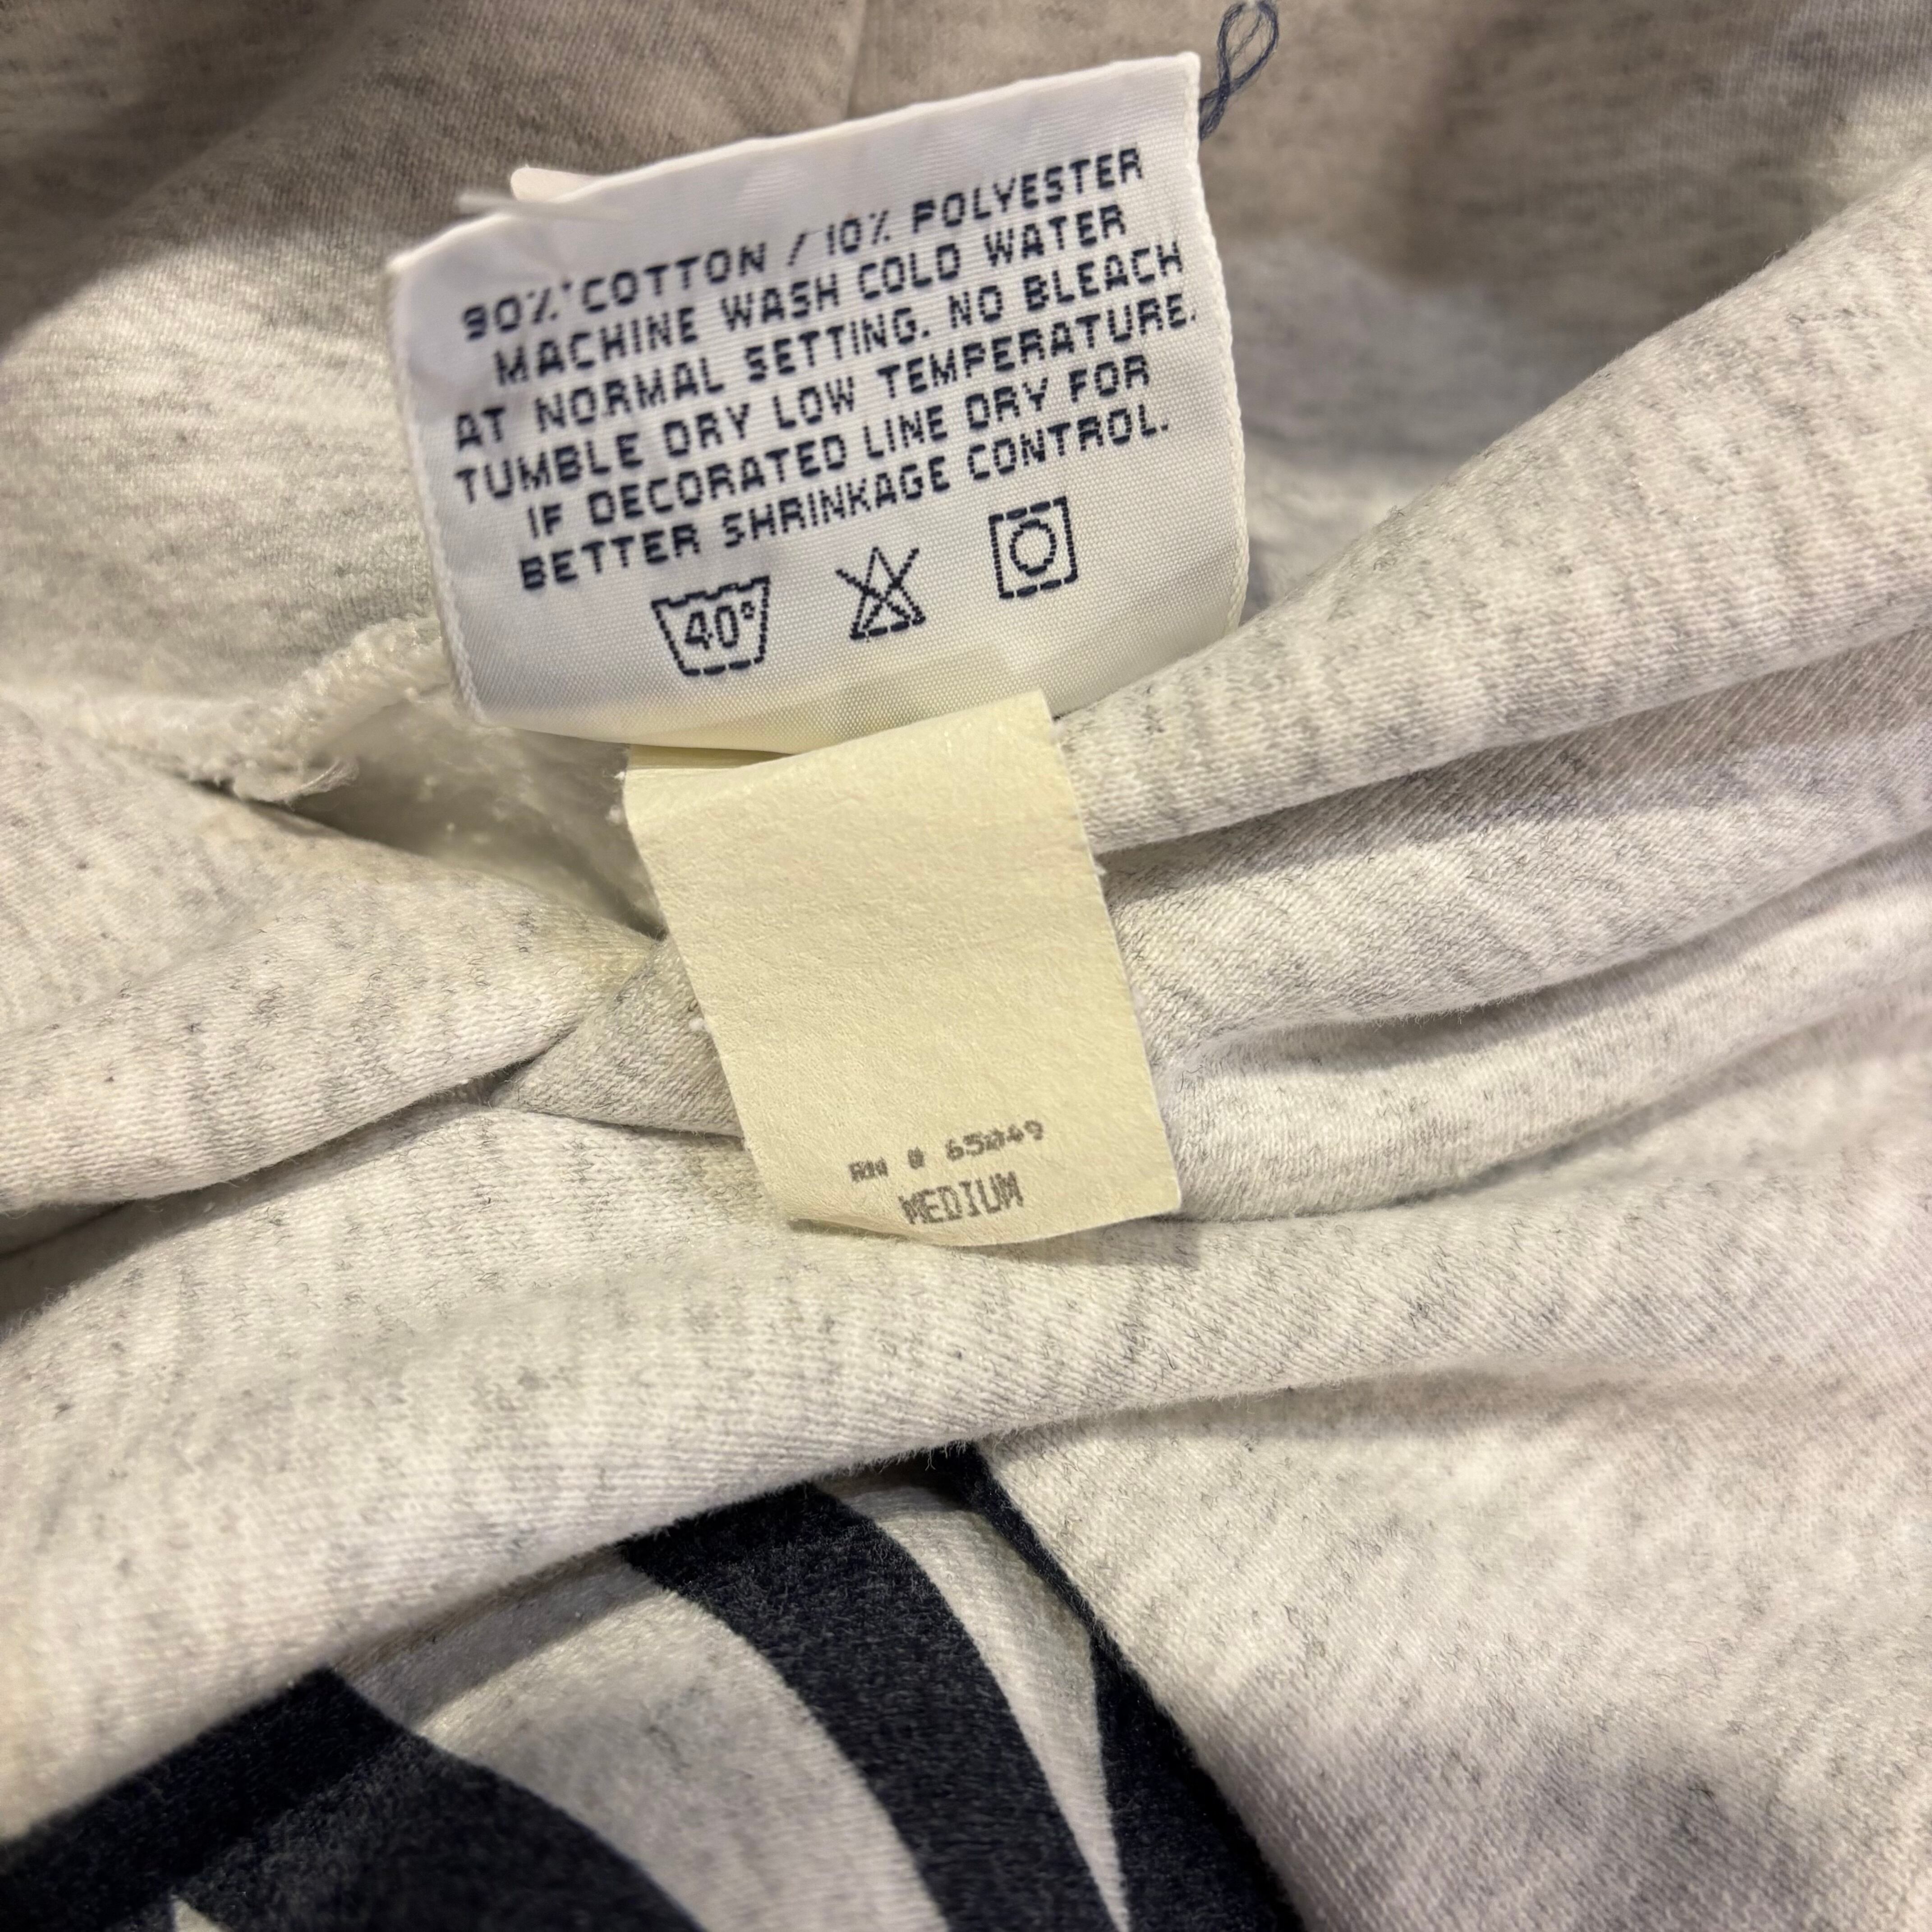 90% COTTON / 10% POLYESTER
MACHINE WASH COLD WATER
AT NORMAL SETTING. NO BLEACH
TUMBLE DRY LOW TEMPERATURE.
IF DECORATED LINE DRY FOR
BETTER SHRINKAGE CONTROL.
40°
RN # 65049
MEDIUM